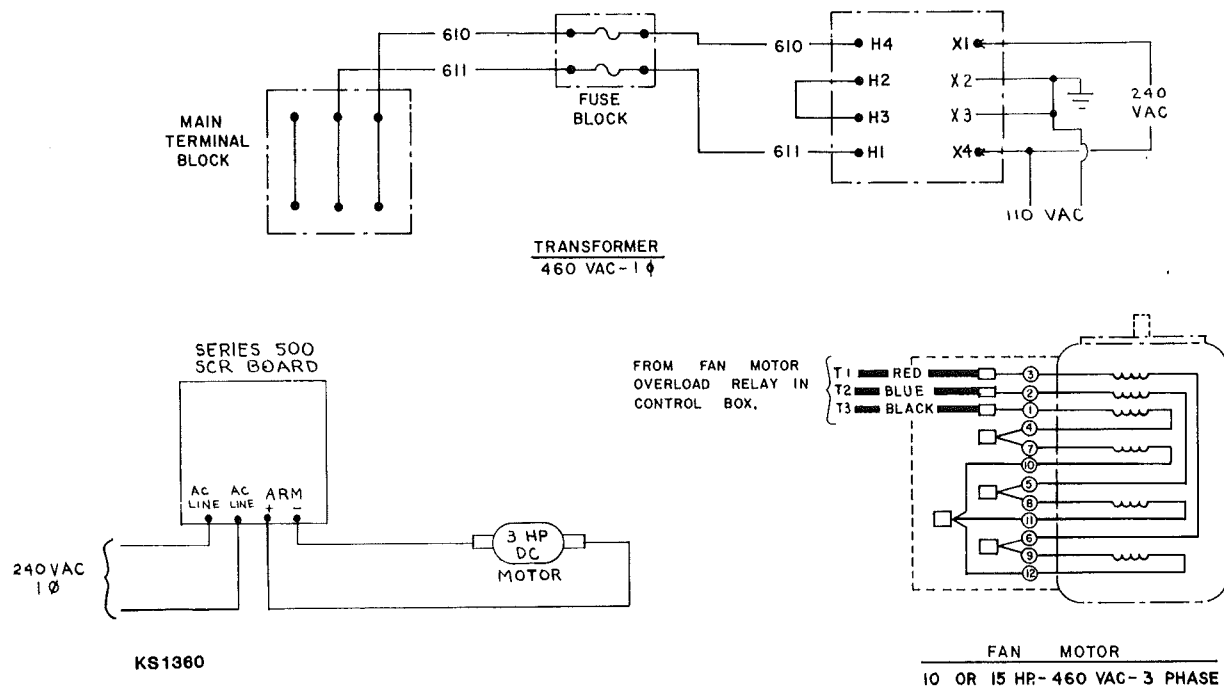 610
611
610
611
MAIN
TERMINAL
BLOCK
FUSE
BLOCK
H4
H2
H3
H1
X1
X2
X3
X4
240
VAC
110 VAC
TRANSFORMER
460 VAC-1ϕ
SERIES 500
SCR BOARD
AC
LINE
AC
LINE
ARM
+ −
3 HP
DC
MOTOR
240 VAC
1Ø
KS1360
FROM FAN MOTOR
OVERLOAD RELAY IN
CONTROL BOX.
T1 RED
T2 BLUE
T3 BLACK
3
2
1
4
7
10
5
8
11
6
9
12
FAN MOTOR
10 OR 15 HP.-460 VAC-3 PHASE